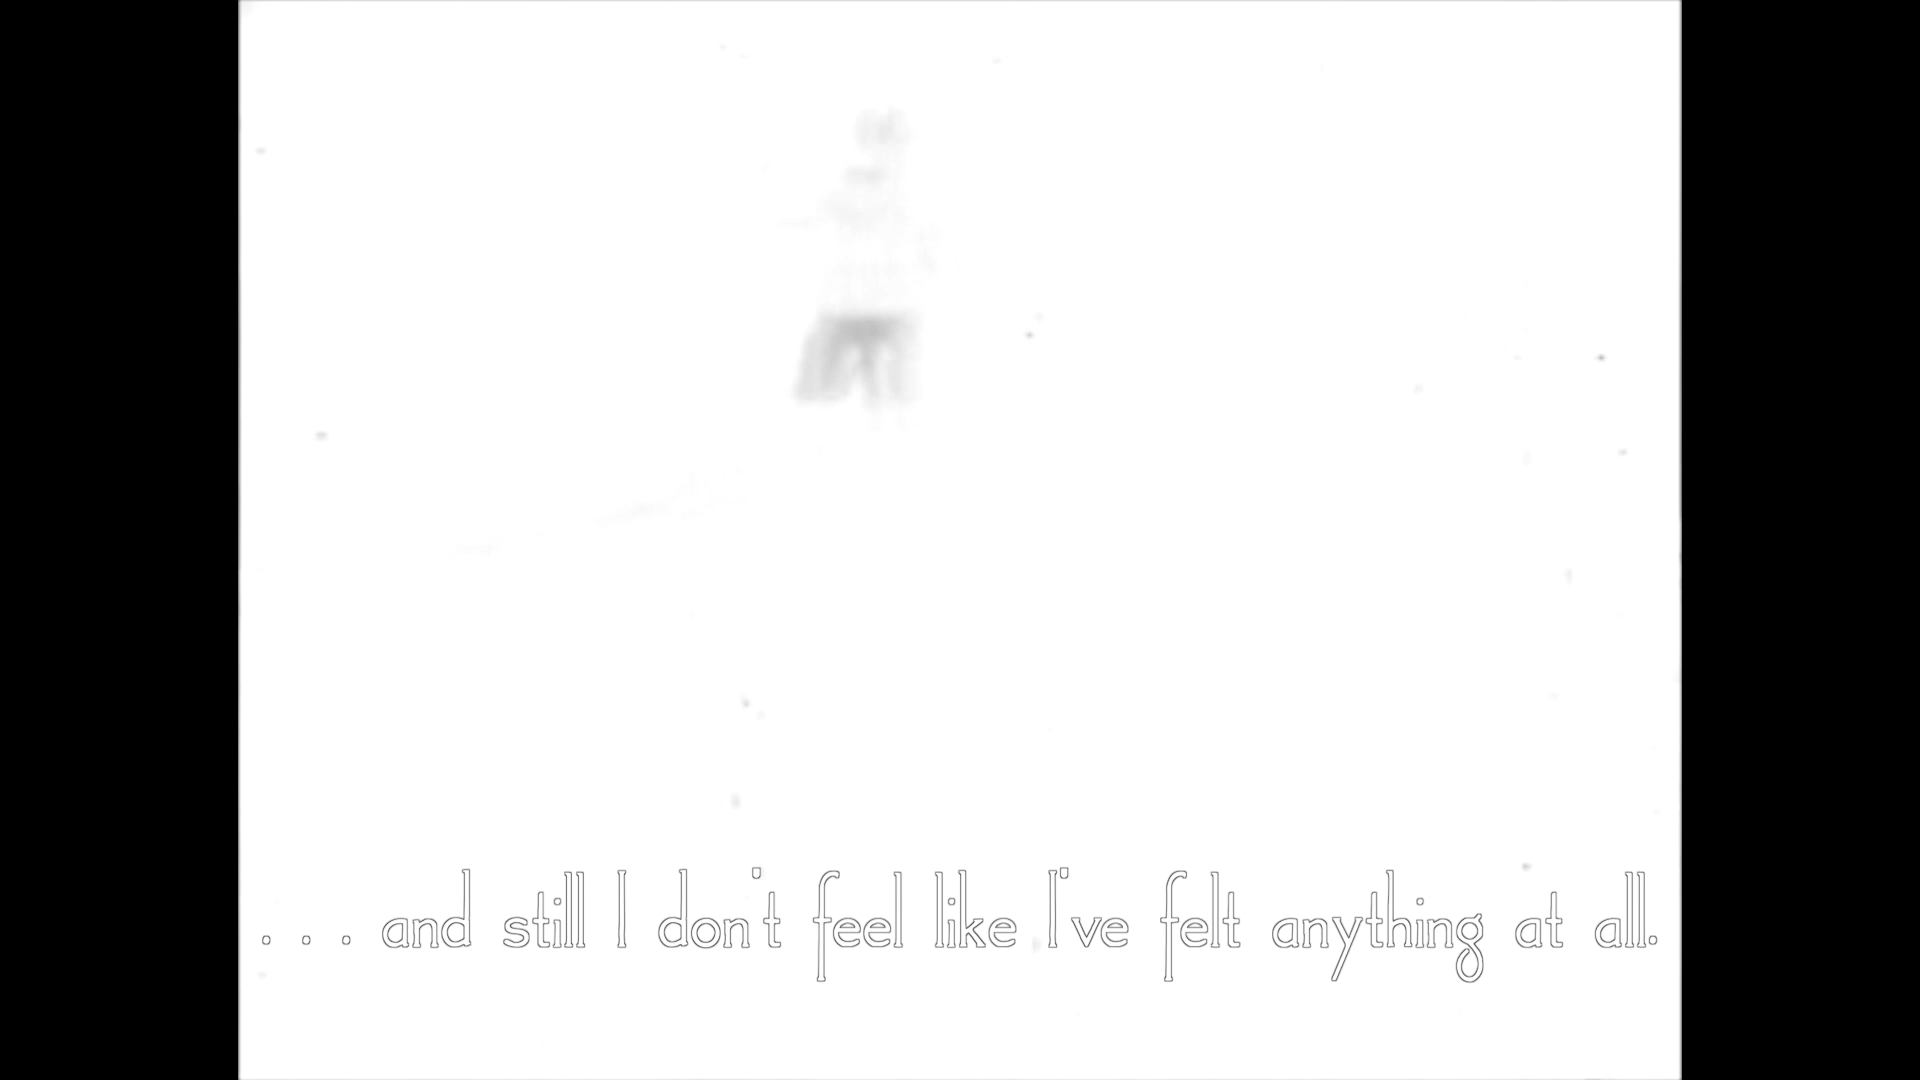 . . . and still I don't feel like I've felt anything at all.